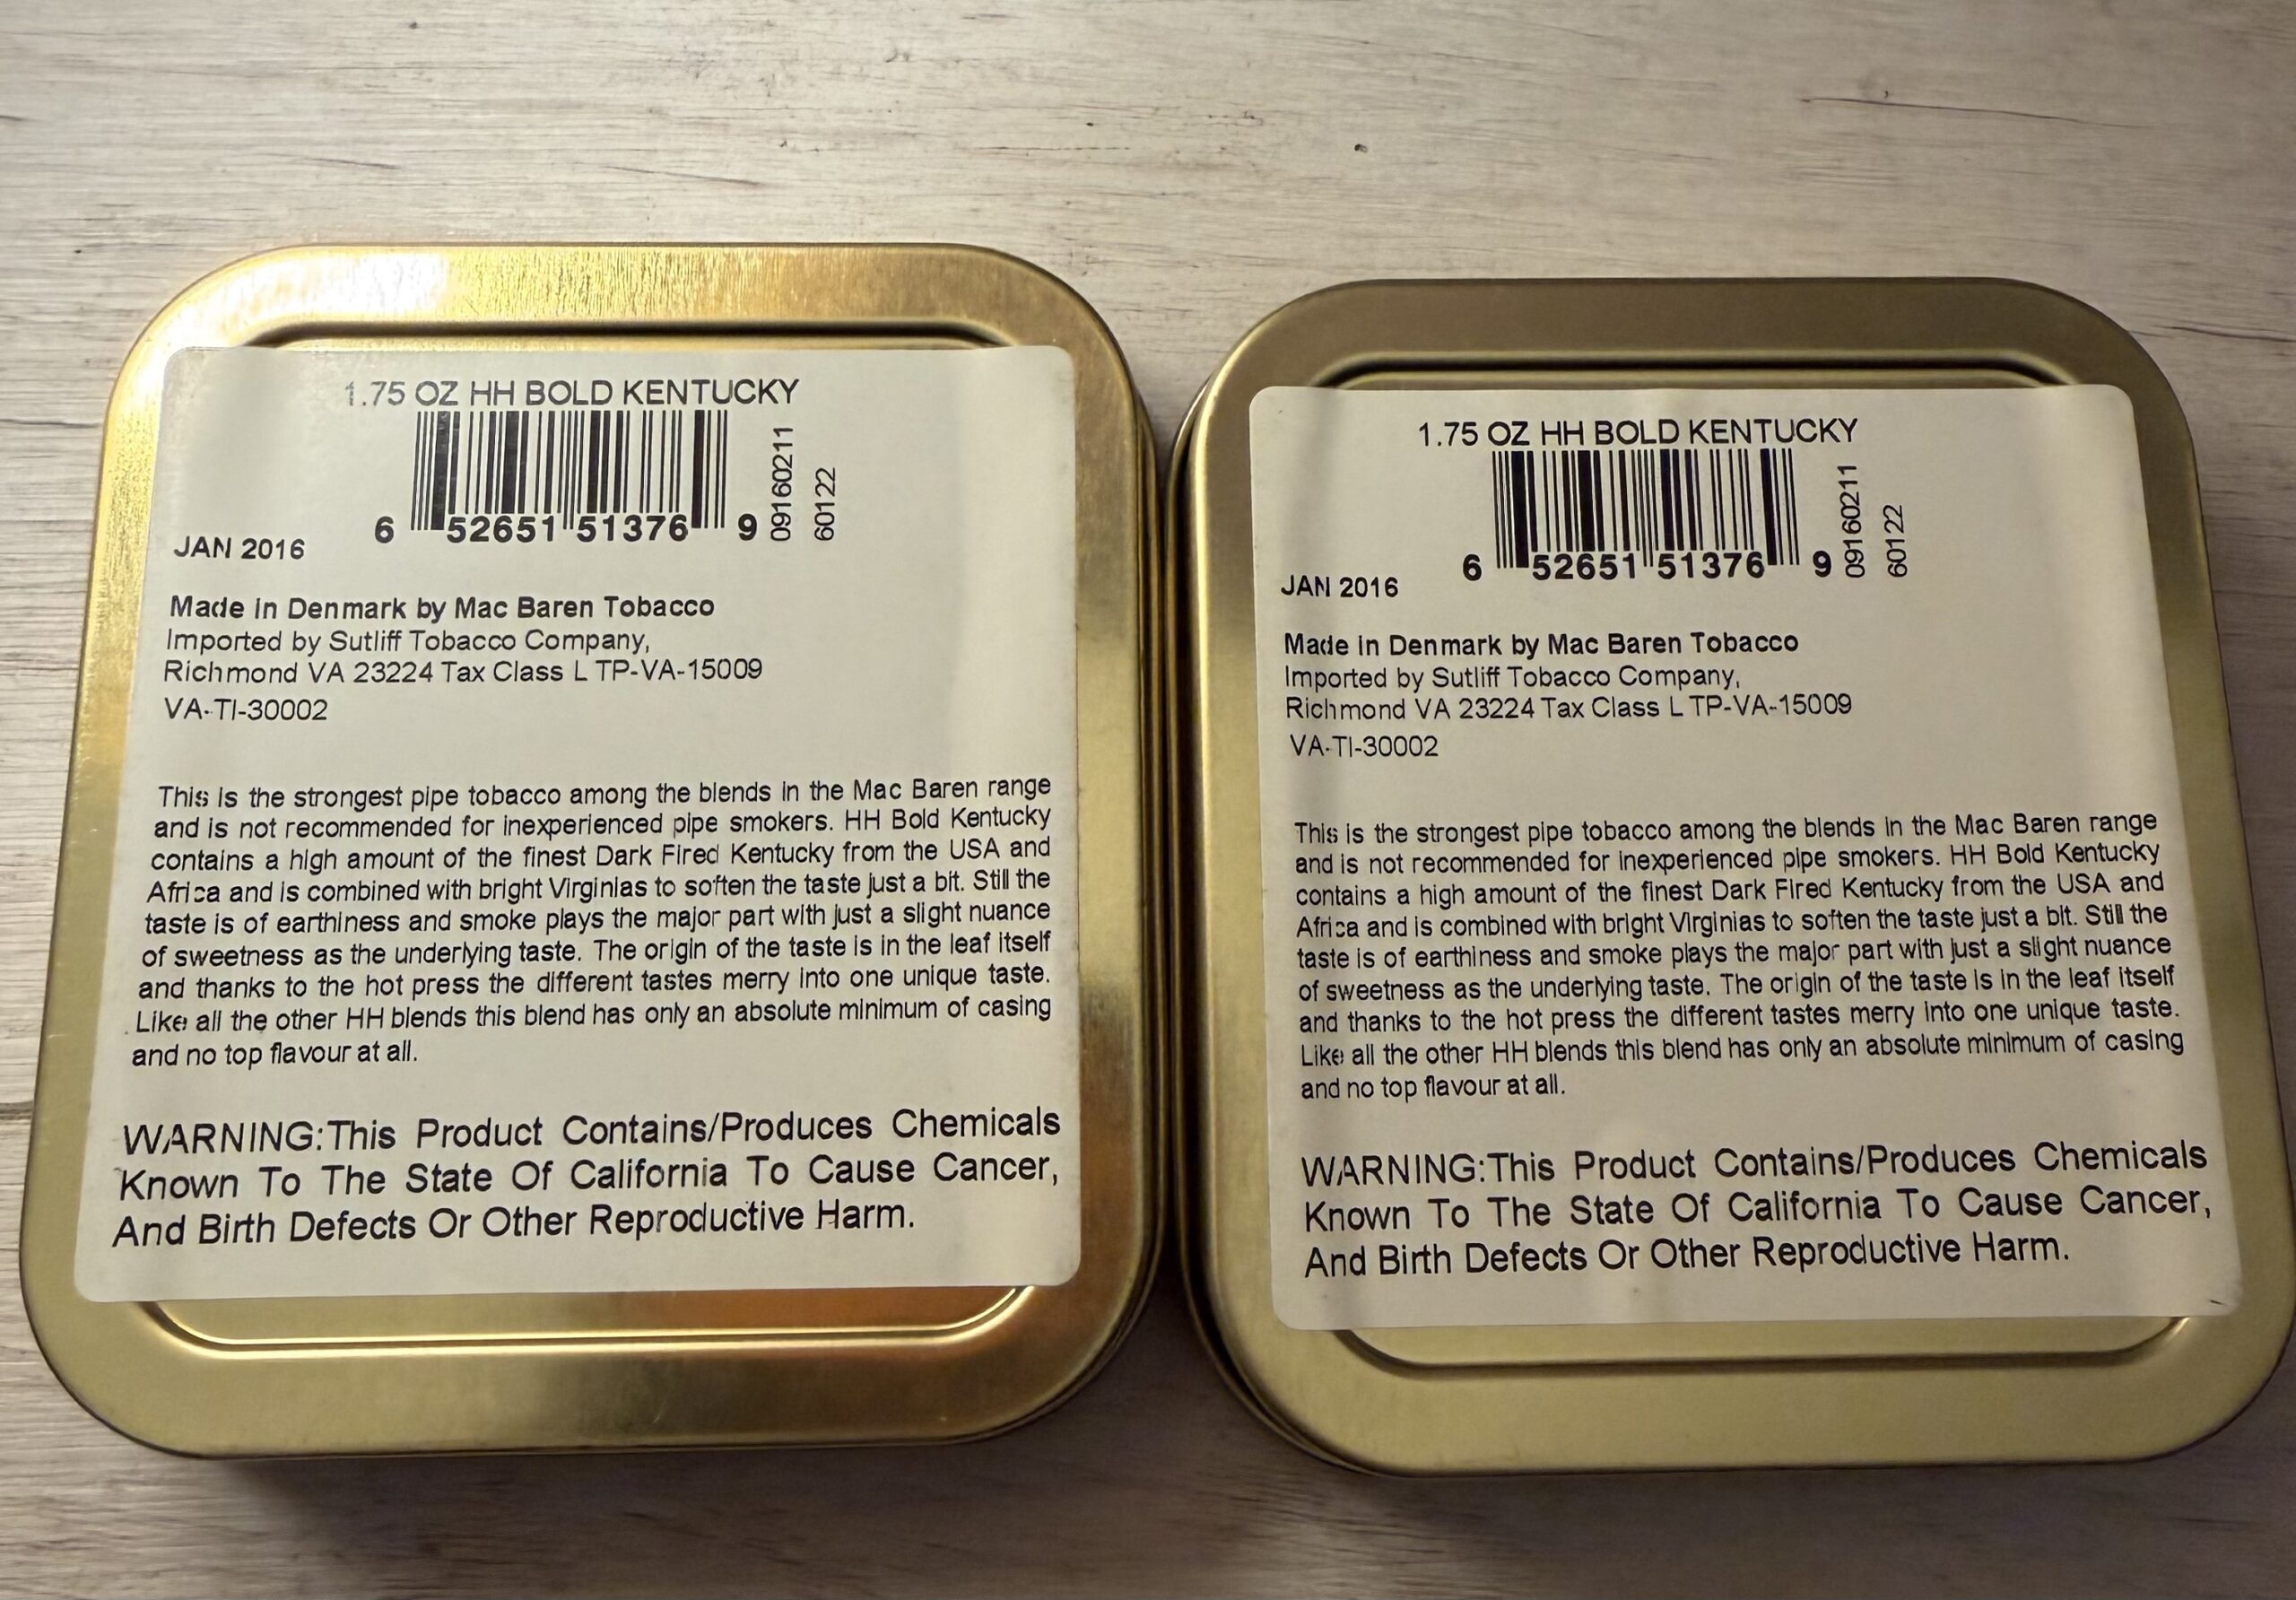 1.75 OZ HH BOLD KENTUCKY
6 52651 51376 9
09160211
60122
JAN 2016
Made in Denmark by Mac Baren Tobacco
Imported by Sutliff Tobacco Company,
Richmond VA 23224 Tax Class L TP-VA-15009
VA-TI-30002
This is the strongest pipe tobacco among the blends in the Mac Baren range
and is not recommended for inexperienced pipe smokers. HH Bold Kentucky
contains a high amount of the finest Dark Fired Kentucky from the USA and
Africa and is combined with bright Virginias to soften the taste just a bit. Still the
taste is of earthiness and smoke plays the major part with just a slight nuance
of sweetness as the underlying taste. The origin of the taste is in the leaf itself
and thanks to the hot press the different tastes merry into one unique taste.
Like all the other HH blends this blend has only an absolute minimum of casing
and no top flavour at all.
WARNING:This Product Contains/Produces Chemicals
Known To The State Of California To Cause Cancer,
And Birth Defects Or Other Reproductive Harm.
1.75 OZ HH BOLD KENTUCKY
6 52651 51376 9
09160211
60122
JAN 2016
Made in Denmark by Mac Baren Tobacco
Imported by Sutliff Tobacco Company,
Richmond VA 23224 Tax Class L TP-VA-15009
VA-TI-30002
This is the strongest pipe tobacco among the blends in the Mac Baren range
and is not recommended for inexperienced pipe smokers. HH Bold Kentucky
contains a high amount of the finest Dark Fired Kentucky from the USA and
Africa and is combined with bright Virginias to soften the taste just a bit. Still the
taste is of earthiness and smoke plays the major part with just a slight nuance
of sweetness as the underlying taste. The origin of the taste is in the leaf itself
and thanks to the hot press the different tastes merry into one unique taste.
Like all the other HH blends this blend has only an absolute minimum of casing
and no top flavour at all.
WARNING:This Product Contains/Produces Chemicals
Known To The State Of California To Cause Cancer,
And Birth Defects Or Other Reproductive Harm.